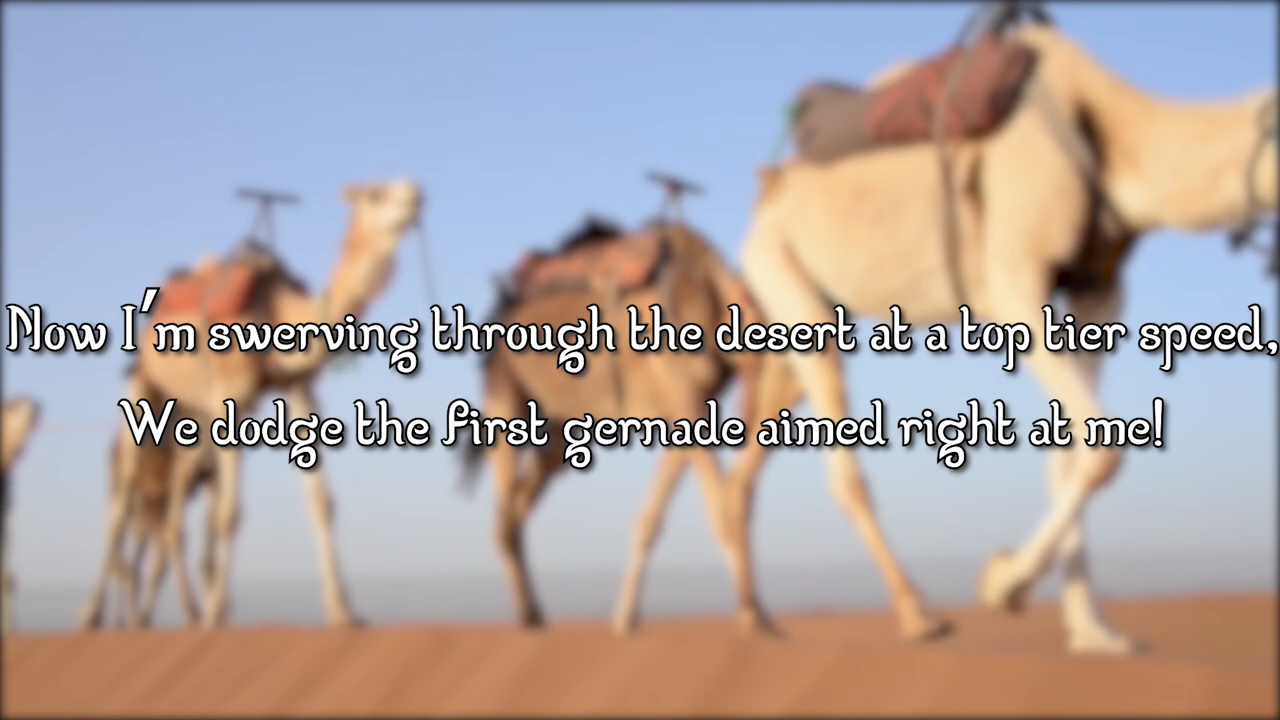 Now I'm swerving through the desert at a top tier speed,
We dodge the first gernade aimed right at me!